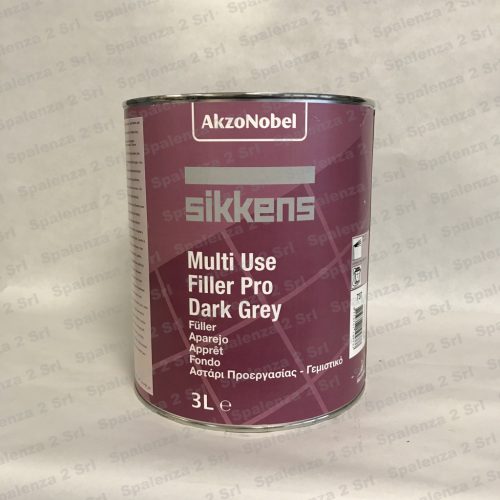 AkzoNobel
sikkens
Multi Use
Filler Pro
Dark Grey
Füller
Aparejo
Apprêt
Fondo
Αστάρι Προεργασίας - Γεμιστικό
3L e
Spalenza 2 Srl